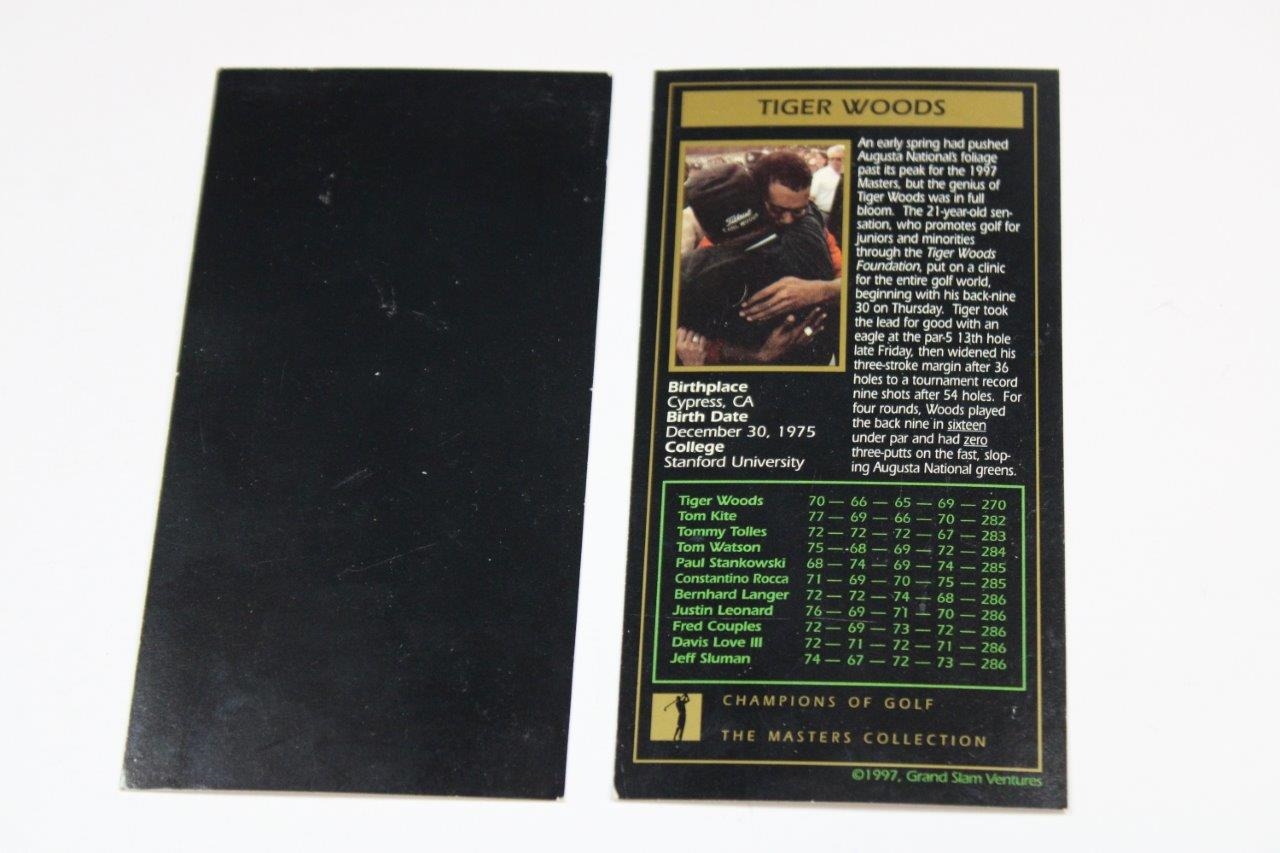 TIGER WOODS
An early spring had pushed
Augusta National's foliage
past its peak for the 1997
Masters, but the genius of
Tiger Woods was in full
bloom. The 21-year-old sen-
sation, who promotes golf for
juniors and minorities
through the Tiger Woods
Foundation, put on a clinic
for the entire golf world,
beginning with his back-nine
30 on Thursday. Tiger took
the lead for good with an
eagle at the par-5 13th hole
late Friday, then widened his
three-stroke margin after 36
holes to a tournament record
nine shots after 54 holes. For
four rounds, Woods played
the back nine in sixteen
under par and had zero
three-putts on the fast, slop-
ing Augusta National greens.
Titleist
Birthplace
Cypress, CA
Birth Date
December 30, 1975
College
Stanford University
Tiger Woods 70 — 66 — 65 — 69 — 270
Tom Kite 77 — 69 — 66 — 70 — 282
Tommy Tolles 72 — 72 — 72 — 67 — 283
Tom Watson 75 — 68 — 69 — 72 — 284
Paul Stankowski 68 — 74 — 69 — 74 — 285
Constantino Rocca 71 — 69 — 70 — 75 — 285
Bernhard Langer 72 — 72 — 74 — 68 — 286
Justin Leonard 76 — 69 — 71 — 70 — 286
Fred Couples 72 — 69 — 73 — 72 — 286
Davis Love III 72 — 71 — 72 — 71 — 286
Jeff Sluman 74 — 67 — 72 — 73 — 286
CHAMPIONS OF GOLF
THE MASTERS COLLECTION
©1997, Grand Slam Ventures